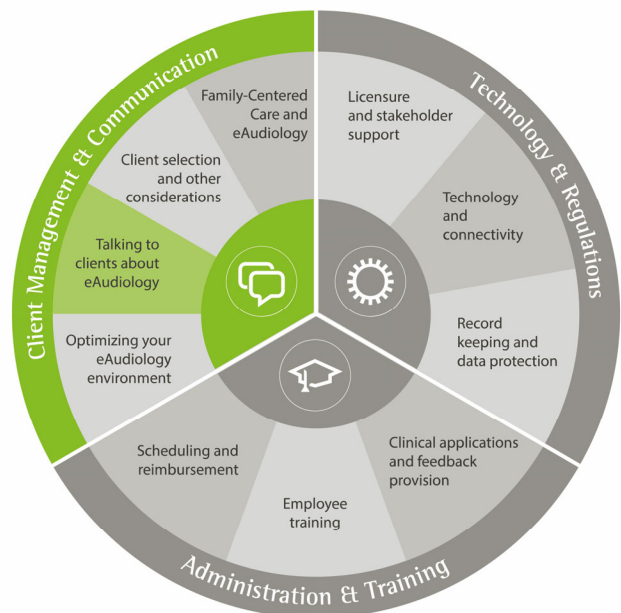 Client Management & Communication
Family-Centered
Care and
eAudiology
Client selection
and other
considerations
Talking to
clients about
eAudiology
Optimizing your
eAudiology
environment
Technology & Regulations
Licensure
and stakeholder
support
Technology
and
connectivity
Record
keeping and
data protection
Clinical applications
and feedback
provision
Employee
training
Scheduling and
reimbursement
Administration & Training